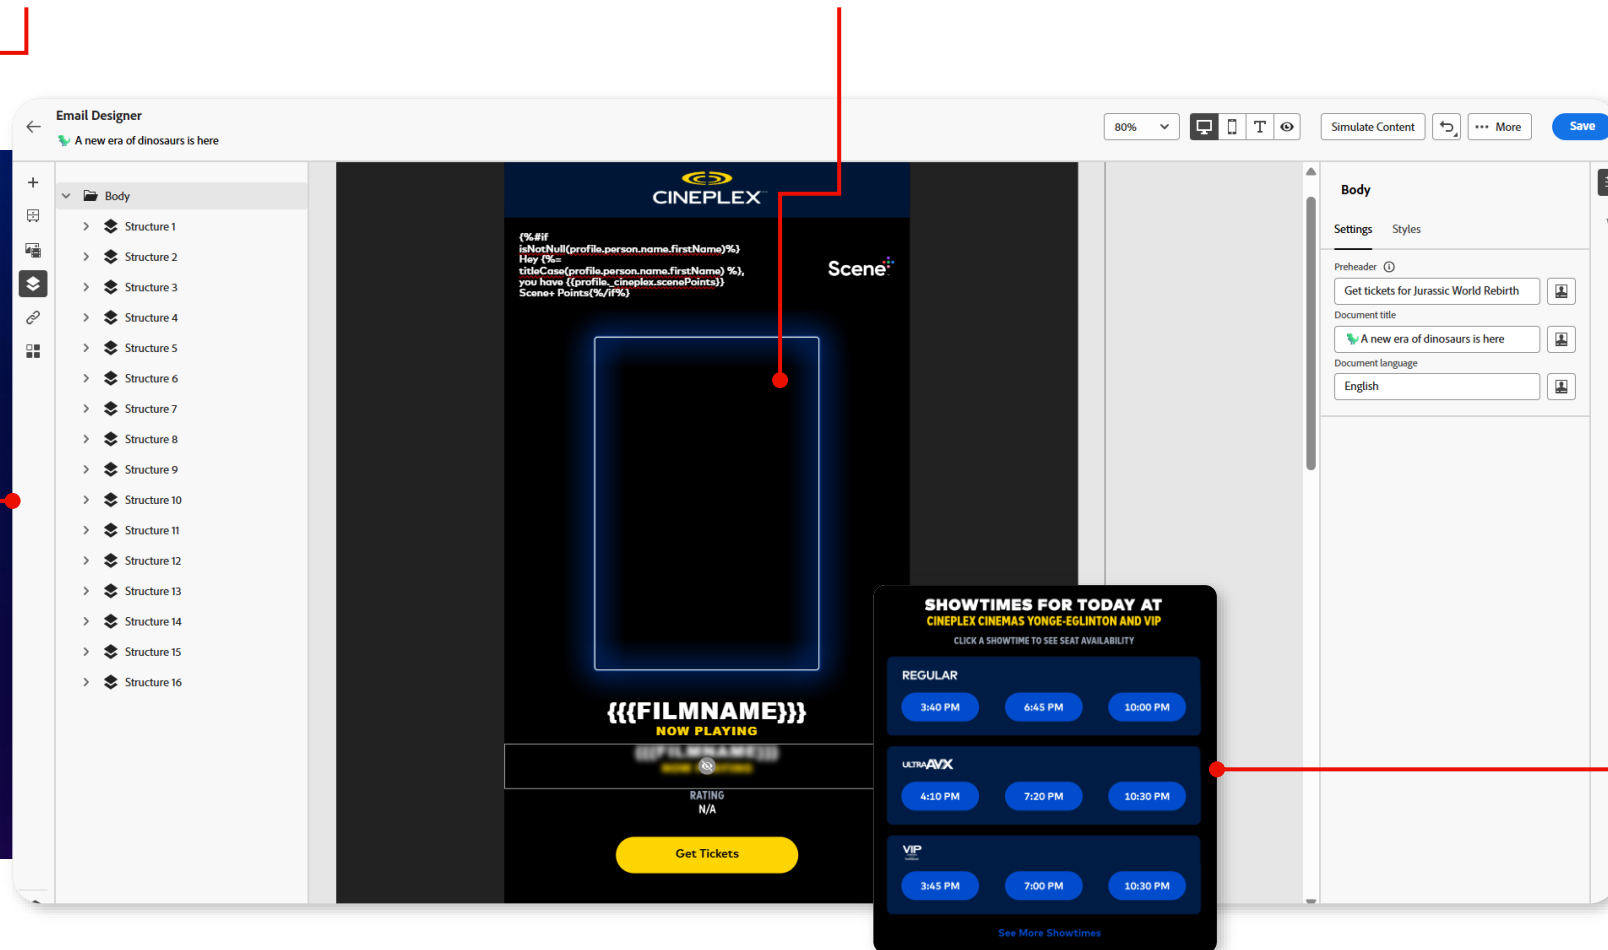 Email Designer
🦖 A new era of dinosaurs is here
80%
T
Simulate Content
••• More
Save
Body
Structure 1
Structure 2
Structure 3
Structure 4
Structure 5
Structure 6
Structure 7
Structure 8
Structure 9
Structure 10
Structure 11
Structure 12
Structure 13
Structure 14
Structure 15
Structure 16
CINEPLEX
{%#if
isNotNull(profile.person.name.firstName)%}
Hey {%=
titleCase(profile.person.name.firstName) %},
you have {{profile._cineplex.scenePoints}}
Scene+ Points{%/if%}
Scene+
{{{FILMNAME}}}
NOW PLAYING
{{{FILMNAME}}}
NOW PLAYING
RATING
N/A
Get Tickets
SHOWTIMES FOR TODAY AT
CINEPLEX CINEMAS YONGE-EGLINTON AND VIP
CLICK A SHOWTIME TO SEE SEAT AVAILABILITY
REGULAR
3:40 PM 6:45 PM 10:00 PM
ULTRAAVX
4:10 PM 7:20 PM 10:30 PM
VIP
3:45 PM 7:00 PM 10:30 PM
See More Showtimes
Body
Settings Styles
Preheader
Get tickets for Jurassic World Rebirth
Document title
🦖 A new era of dinosaurs is here
Document language
English